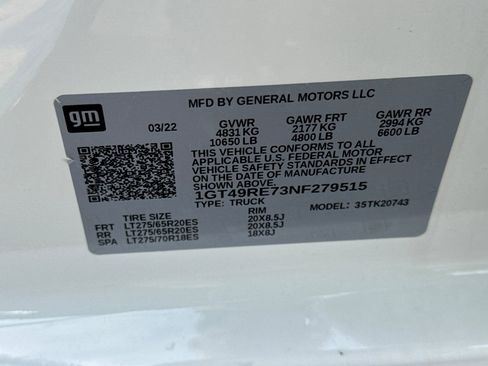 MFD BY GENERAL MOTORS LLC
gm
03/22 GVWR GAWR FRT GAWR RR
4831 KG 2177 KG 2994 KG
10650 LB 4800 LB 6600 LB
THIS VEHICLE CONFORMS TO ALL
APPLICABLE U.S. FEDERAL MOTOR
VEHICLE SAFETY STANDARDS IN EFFECT
ON THE DATE OF MANUFACTURE
SHOWN ABOVE.
1GT49RE73NF279515
TYPE: TRUCK MODEL: 35TK20743
TIRE SIZE RIM
FRT LT275/65R20ES 20X8.5J
RR LT275/65R20ES 20X8.5J
SPA LT275/70R18ES 18X8J